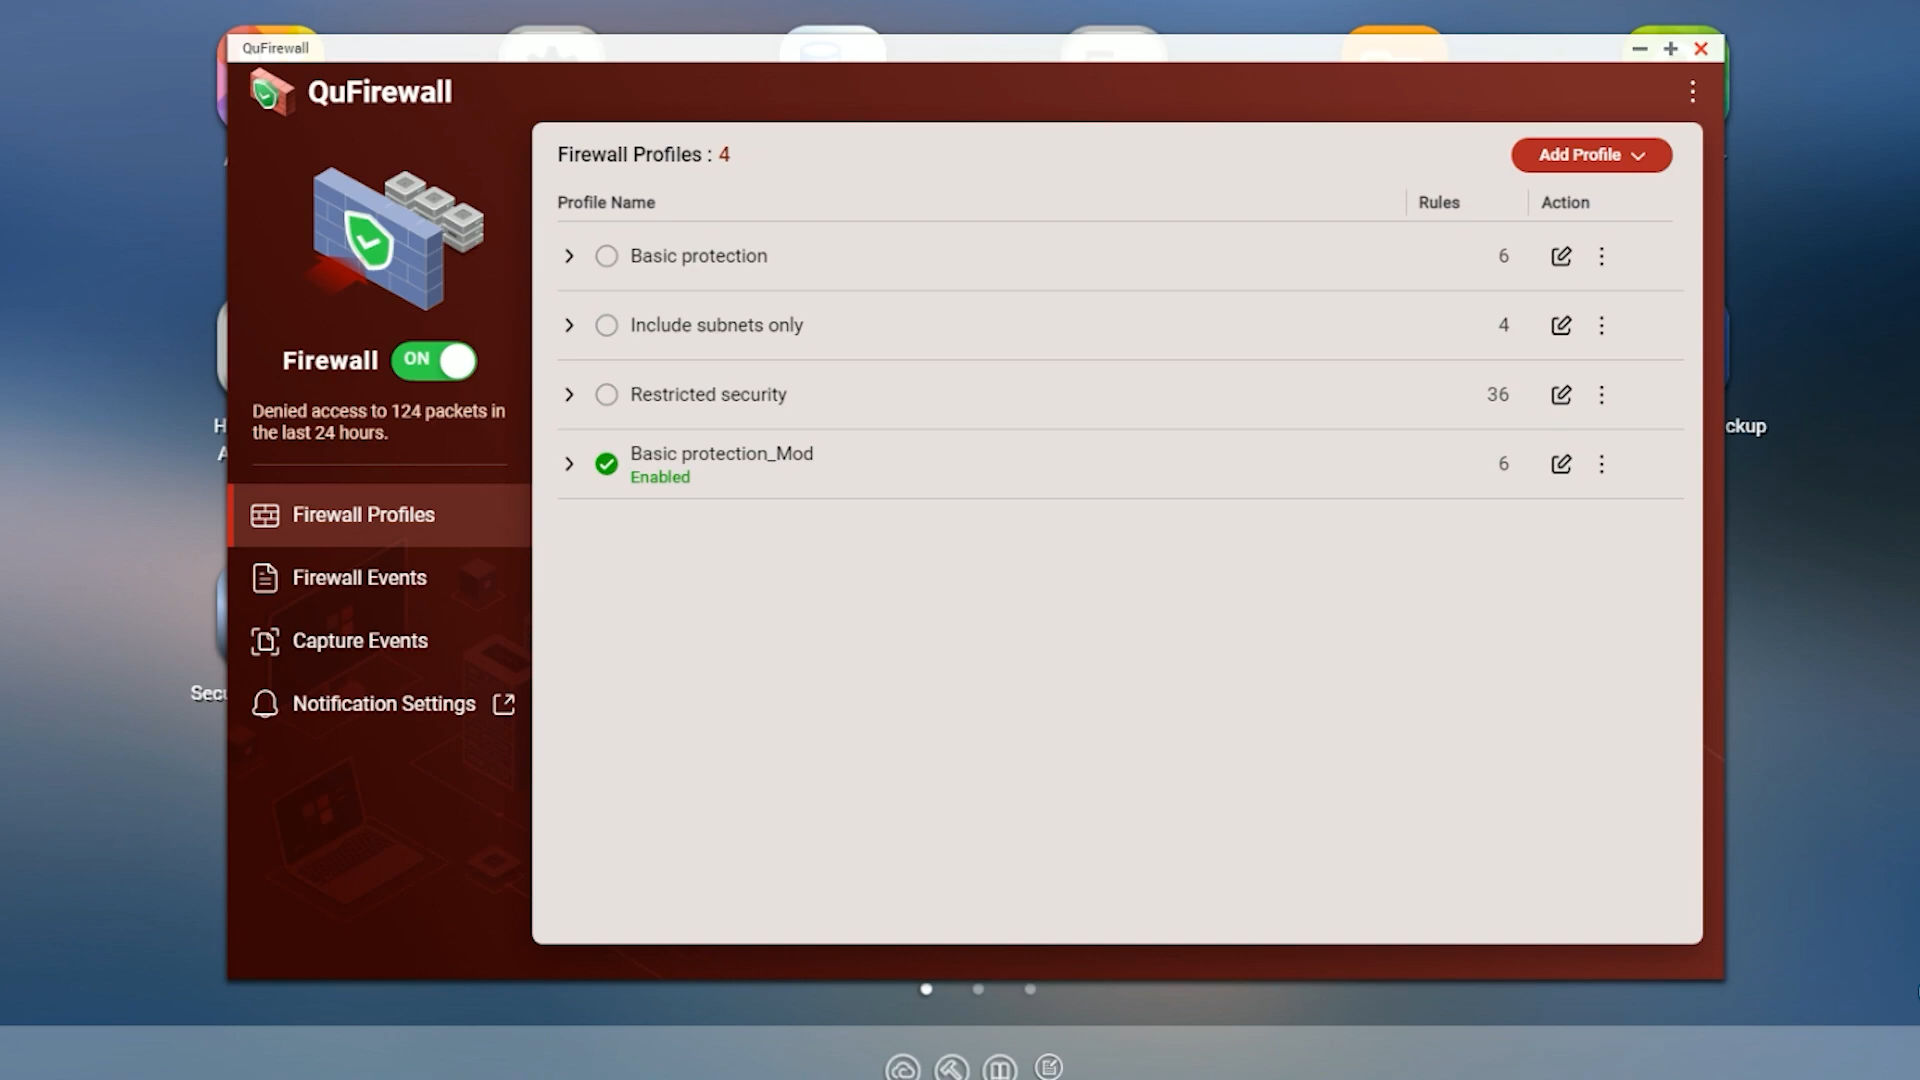 QuFirewall
QuFirewall
Firewall ON
Denied access to 124 packets in
the last 24 hours.
Firewall Profiles
Firewall Events
Capture Events
Notification Settings
Firewall Profiles : 4
Add Profile
Profile Name Rules Action
Basic protection 6
Include subnets only 4
Restricted security 36
Basic protection_Mod 6
Enabled
ckup
Secu
H
A